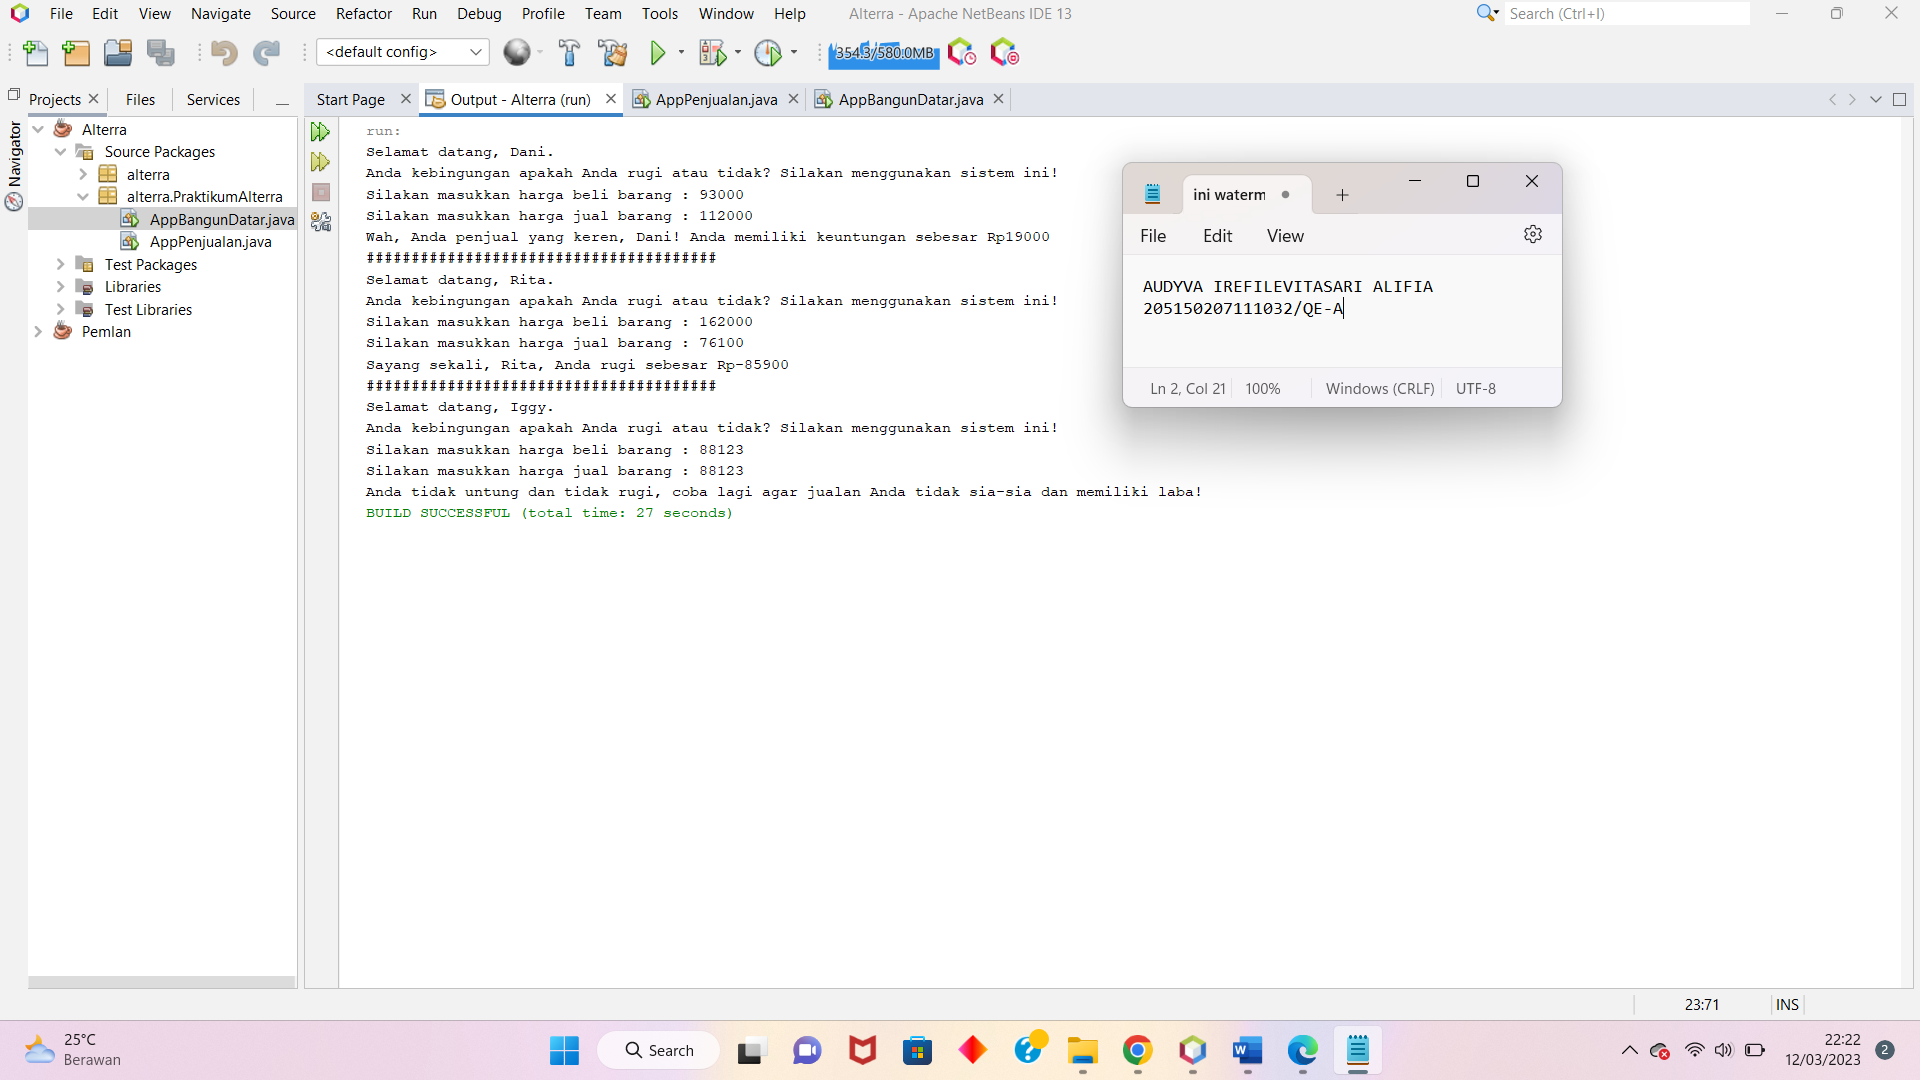 File Edit View Navigate Source Refactor Run Debug Profile Team Tools Window Help Alterra - Apache NetBeans IDE 13 Search (Ctrl+I)
<default config> 354.3/580.0MB
Projects Files Services Start Page Output - Alterra (run) AppPenjualan.java AppBangunDatar.java
Navigator
Alterra
Source Packages
alterra
alterra.PraktikumAlterra
AppBangunDatar.java
AppPenjualan.java
Test Packages
Libraries
Test Libraries
Pemlan
run:
Selamat datang, Dani.
Anda kebingungan apakah Anda rugi atau tidak? Silakan menggunakan sistem ini!
Silakan masukkan harga beli barang : 93000
Silakan masukkan harga jual barang : 112000
Wah, Anda penjual yang keren, Dani! Anda memiliki keuntungan sebesar Rp19000
#######################################
Selamat datang, Rita.
Anda kebingungan apakah Anda rugi atau tidak? Silakan menggunakan sistem ini!
Silakan masukkan harga beli barang : 162000
Silakan masukkan harga jual barang : 76100
Sayang sekali, Rita, Anda rugi sebesar Rp-85900
#######################################
Selamat datang, Iggy.
Anda kebingungan apakah Anda rugi atau tidak? Silakan menggunakan sistem ini!
Silakan masukkan harga beli barang : 88123
Silakan masukkan harga jual barang : 88123
Anda tidak untung dan tidak rugi, coba lagi agar jualan Anda tidak sia-sia dan memiliki laba!
BUILD SUCCESSFUL (total time: 27 seconds)
ini waterm
File Edit View
AUDYVA IREFILEVITASARI ALIFIA
205150207111032/QE-A
Ln 2, Col 21 100% Windows (CRLF) UTF-8
23:71 INS
25°C
Berawan
Search
22:22
12/03/2023
2